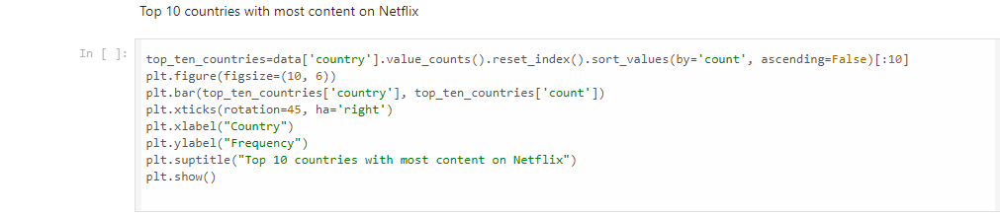 Top 10 countries with most content on Netflix
In [ ]:
top_ten_countries=data['country'].value_counts().reset_index().sort_values(by='count', ascending=False)[:10]
plt.figure(figsize=(10, 6))
plt.bar(top_ten_countries['country'], top_ten_countries['count'])
plt.xticks(rotation=45, ha='right')
plt.xlabel("Country")
plt.ylabel("Frequency")
plt.suptitle("Top 10 countries with most content on Netflix")
plt.show()